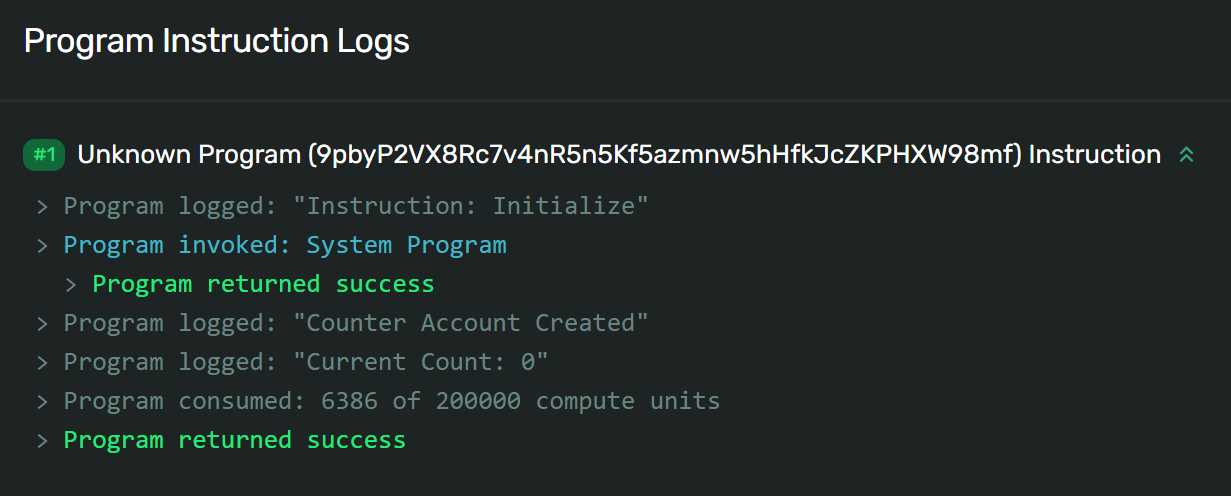 Program Instruction Logs
#1 Unknown Program (9pbyP2VX8Rc7v4nR5n5Kf5azmnw5hHfkJcZKPHXW98mf) Instruction
> Program logged: "Instruction: Initialize"
> Program invoked: System Program
> Program returned success
> Program logged: "Counter Account Created"
> Program logged: "Current Count: 0"
> Program consumed: 6386 of 200000 compute units
> Program returned success